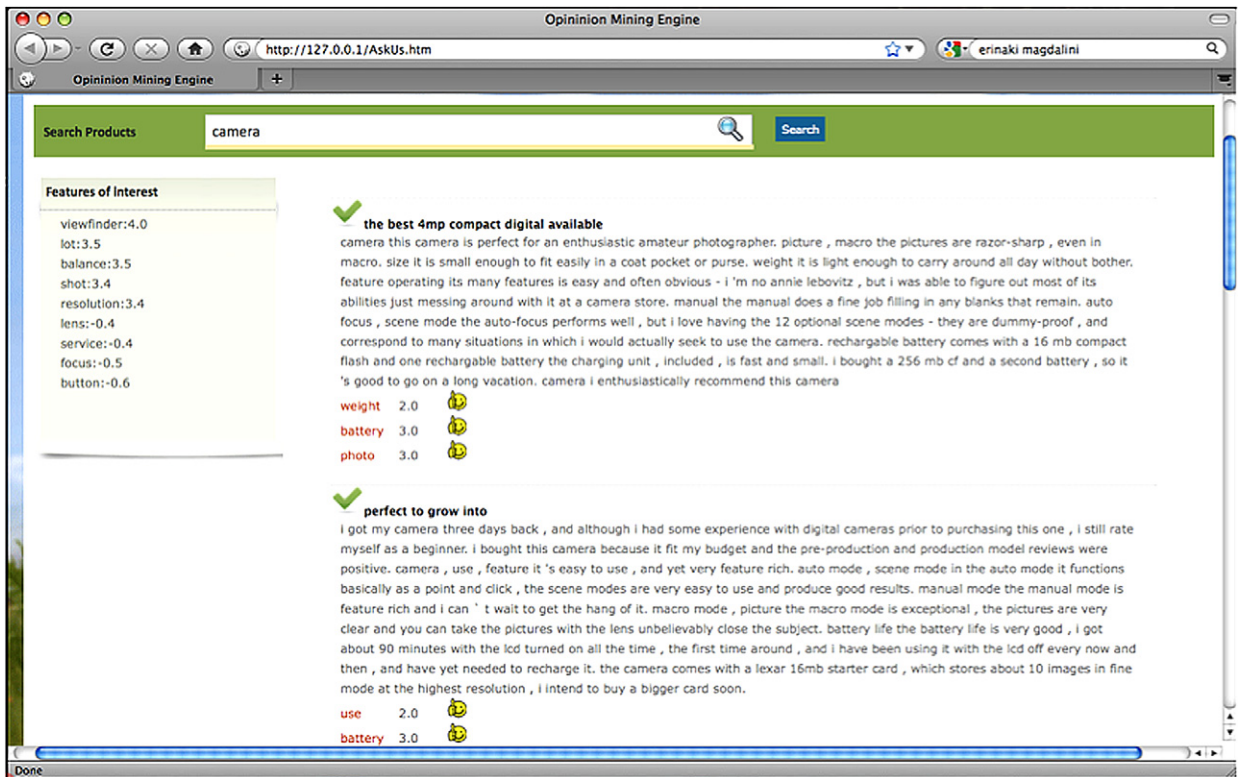 Opininion Mining Engine
http://127.0.0.1/AskUs.htm
erinaki magdalini
Opininion Mining Engine
Search Products
camera
Search
Features of Interest
viewfinder:4.0
lot:3.5
balance:3.5
shot:3.4
resolution:3.4
lens:-0.4
service:-0.4
focus:-0.5
button:-0.6
the best 4mp compact digital available
camera this camera is perfect for an enthusiastic amateur photographer. picture , macro the pictures are razor-sharp , even in
macro. size it is small enough to fit easily in a coat pocket or purse. weight it is light enough to carry around all day without bother.
feature operating its many features is easy and often obvious - i 'm no annie lebovitz , but i was able to figure out most of its
abilities just messing around with it at a camera store. manual the manual does a fine job filling in any blanks that remain. auto
focus , scene mode the auto-focus performs well , but i love having the 12 optional scene modes - they are dummy-proof , and
correspond to many situations in which i would actually seek to use the camera. rechargable battery comes with a 16 mb compact
flash and one rechargable battery the charging unit , included , is fast and small. i bought a 256 mb cf and a second battery , so it
's good to go on a long vacation. camera i enthusiastically recommend this camera
weight 2.0
battery 3.0
photo 3.0
perfect to grow into
i got my camera three days back , and although i had some experience with digital cameras prior to purchasing this one , i still rate
myself as a beginner. i bought this camera because it fit my budget and the pre-production and production model reviews were
positive. camera , use , feature it 's easy to use , and yet very feature rich. auto mode , scene mode in the auto mode it functions
basically as a point and click , the scene modes are very easy to use and produce good results. manual mode the manual mode is
feature rich and i can ` t wait to get the hang of it. macro mode , picture the macro mode is exceptional , the pictures are very
clear and you can take the pictures with the lens unbelievably close the subject. battery life the battery life is very good , i got
about 90 minutes with the lcd turned on all the time , the first time around , and i have been using it with the lcd off every now and
then , and have yet needed to recharge it. the camera comes with a lexar 16mb starter card , which stores about 10 images in fine
mode at the highest resolution , i intend to buy a bigger card soon.
use 2.0
battery 3.0
Done